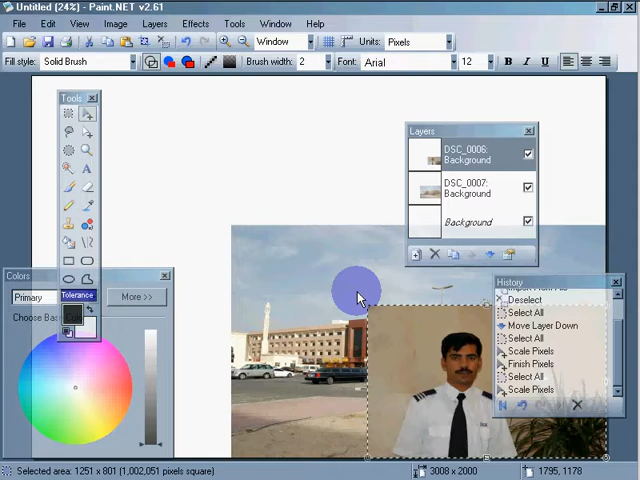 Untitled (24%) - Paint.NET v2.61
File Edit View Image Layers Effects Tools Window Help
Window Units: Pixels
Fill style: Solid Brush Brush width: 2 Font: Arial 12 B I U
Tools
Layers
DSC_0006:
Background
DSC_0007:
Background
Background
Colors
Primary More >>
Tolerance
History
Deselect
Select All
Move Layer Down
Select All
Scale Pixels
Finish Pixels
Select All
Scale Pixels
Selected area: 1251 x 801 (1,002,051 pixels square) 3008 x 2000 1795, 1178